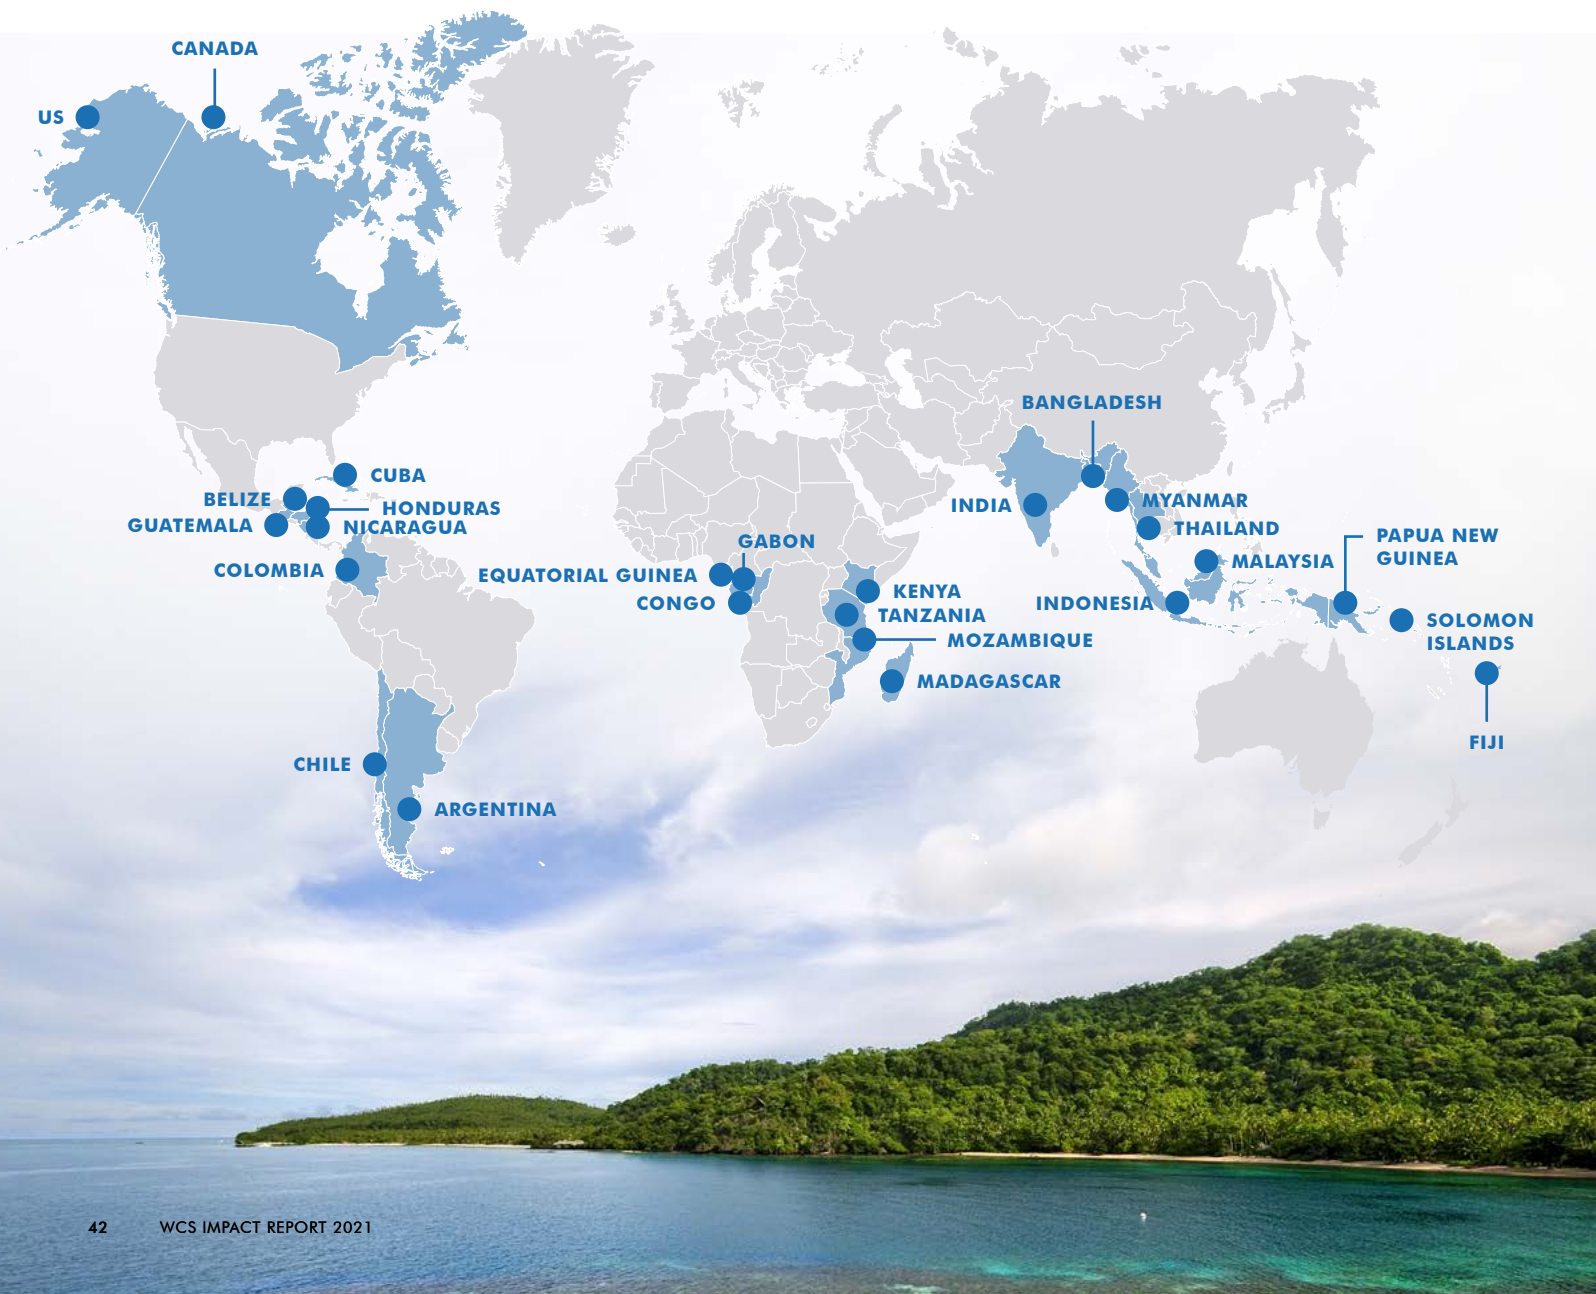 CANADA
US
BANGLADESH
CUBA
BELIZE
HONDURAS
GUATEMALA
NICARAGUA
INDIA
MYANMAR
THAILAND
COLOMBIA
GABON
EQUATORIAL GUINEA
CONGO
KENYA
TANZANIA
MOZAMBIQUE
MADAGASCAR
MALAYSIA
INDONESIA
PAPUA NEW
GUINEA
SOLOMON
ISLANDS
FIJI
CHILE
ARGENTINA
42 WCS IMPACT REPORT 2021